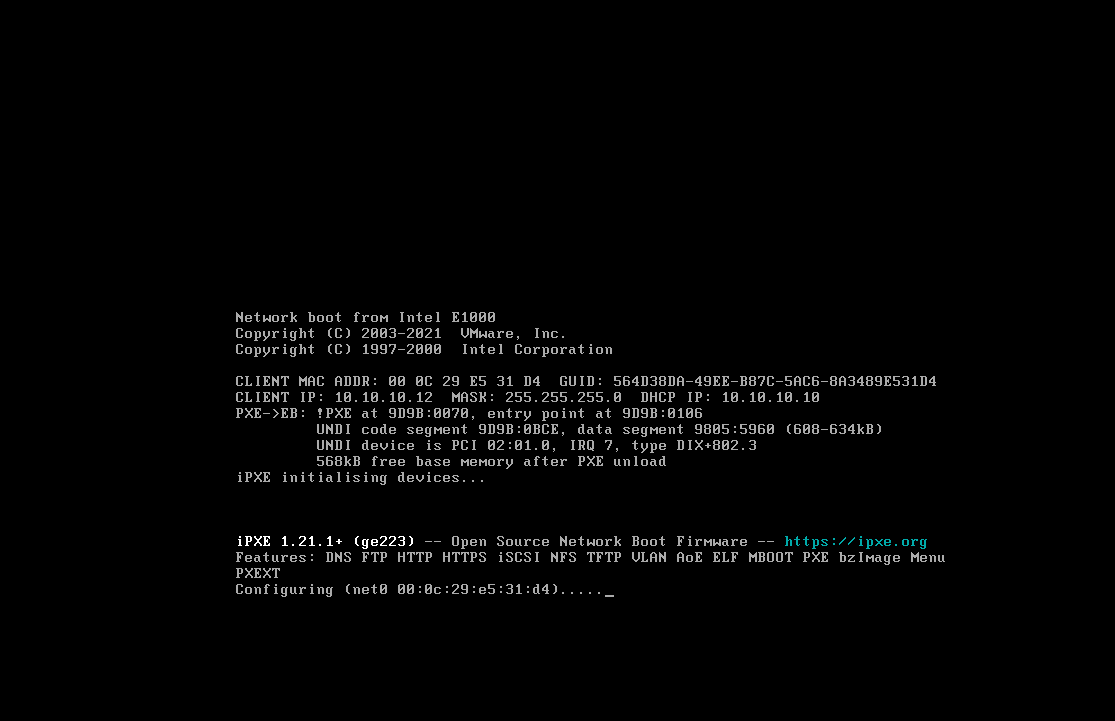 Network boot from Intel E1000
Copyright (C) 2003-2021  VMware, Inc.
Copyright (C) 1997-2000  Intel Corporation
CLIENT MAC ADDR: 00 0C 29 E5 31 D4  GUID: 564D38DA-49EE-B87C-5AC6-8A3489E531D4
CLIENT IP: 10.10.10.12  MASK: 255.255.255.0  DHCP IP: 10.10.10.10
PXE->EB: !PXE at 9D9B:0070, entry point at 9D9B:0106
UNDI code segment 9D9B:0BCE, data segment 9805:5960 (608-634kB)
UNDI device is PCI 02:01.0, IRQ 7, type DIX+802.3
568kB free base memory after PXE unload
iPXE initialising devices...
iPXE 1.21.1+ (ge223) -- Open Source Network Boot Firmware -- https://ipxe.org
Features: DNS FTP HTTP HTTPS iSCSI NFS TFTP VLAN AoE ELF MBOOT PXE bzImage Menu
PXEXT
Configuring (net0 00:0c:29:e5:31:d4)....._